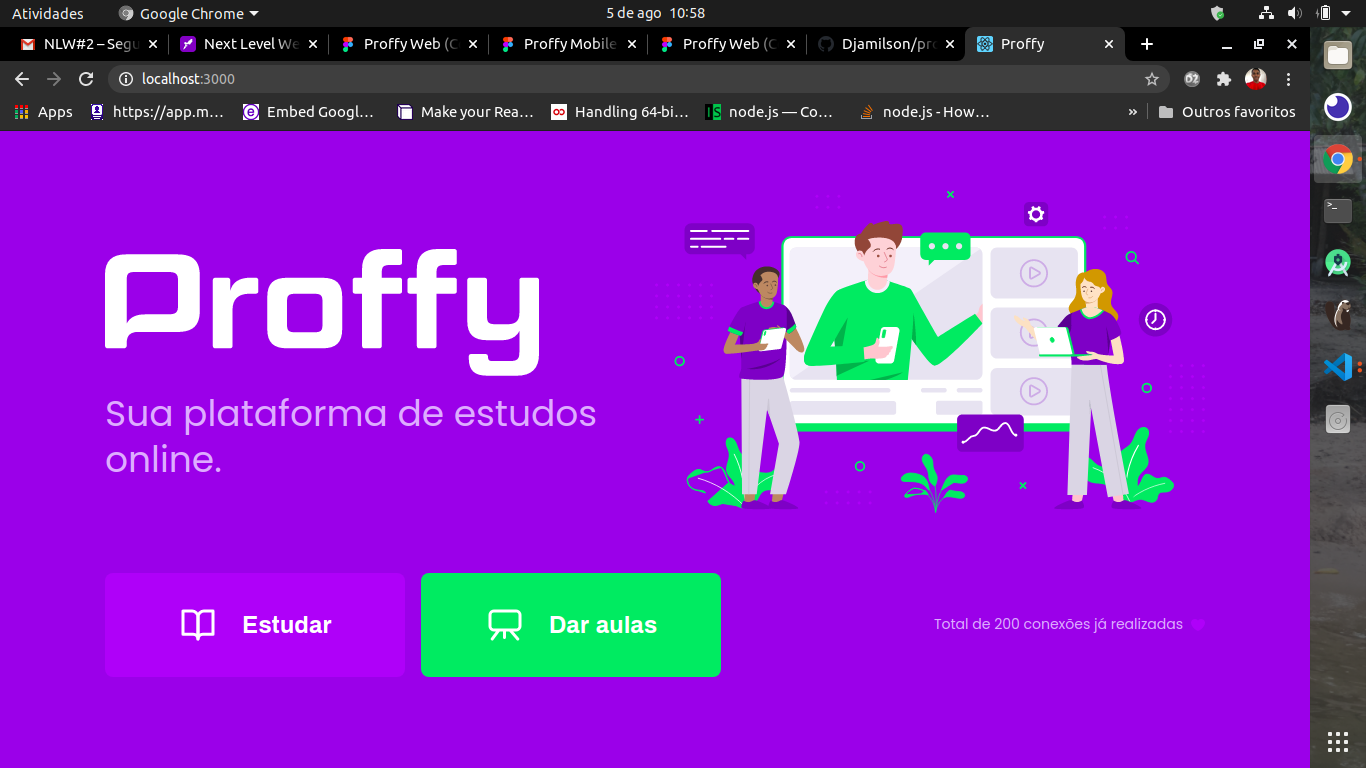 Atividades
Google Chrome
5 de ago 10:58
NLW#2 – Segu
Next Level We
Proffy Web (C
Proffy Mobile
Proffy Web (C
Djamilson/pro
Proffy
localhost:3000
Apps
https://app.m…
Embed Googl…
Make your Rea…
Handling 64-bi…
node.js — Co…
node.js - How…
»
Outros favoritos
Proffy
Sua plataforma de estudos
online.
Estudar
Dar aulas
Total de 200 conexões já realizadas